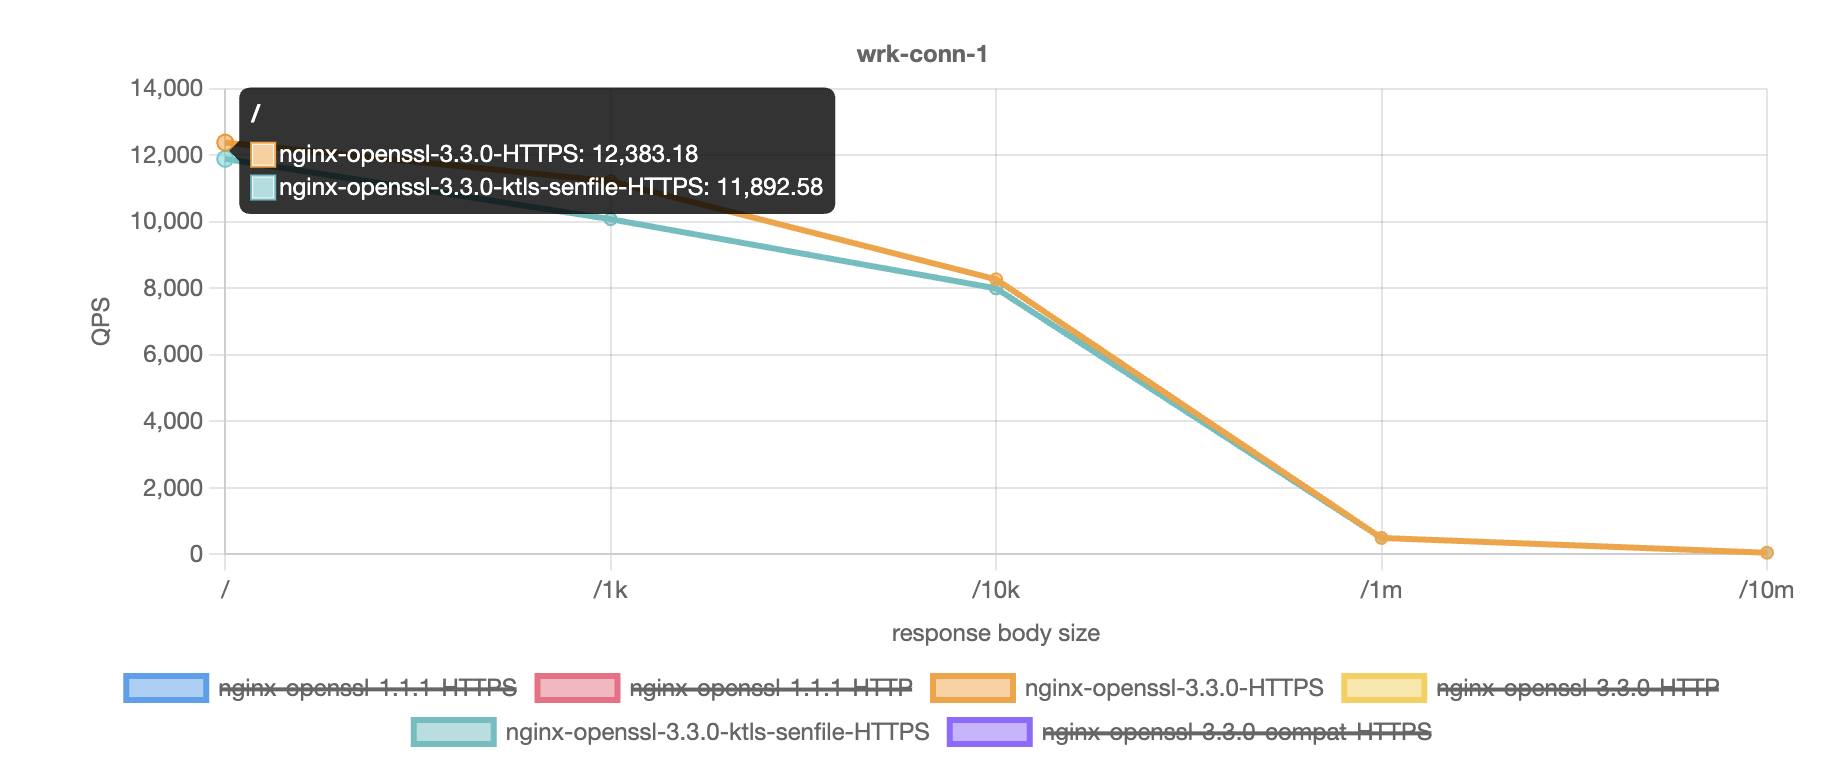 wrk-conn-1
14,000
12,000
10,000
8,000
6,000
4,000
2,000
0
QPS
/
nginx-openssl-3.3.0-HTTPS: 12,383.18
nginx-openssl-3.3.0-ktls-senfile-HTTPS: 11,892.58
/ /1k /10k /1m /10m
response body size
nginx-openssl-1.1.1-HTTPS nginx-openssl-1.1.1-HTTP nginx-openssl-3.3.0-HTTPS nginx-openssl-3.3.0-HTTP
nginx-openssl-3.3.0-ktls-senfile-HTTPS nginx-openssl-3.3.0-compat-HTTPS